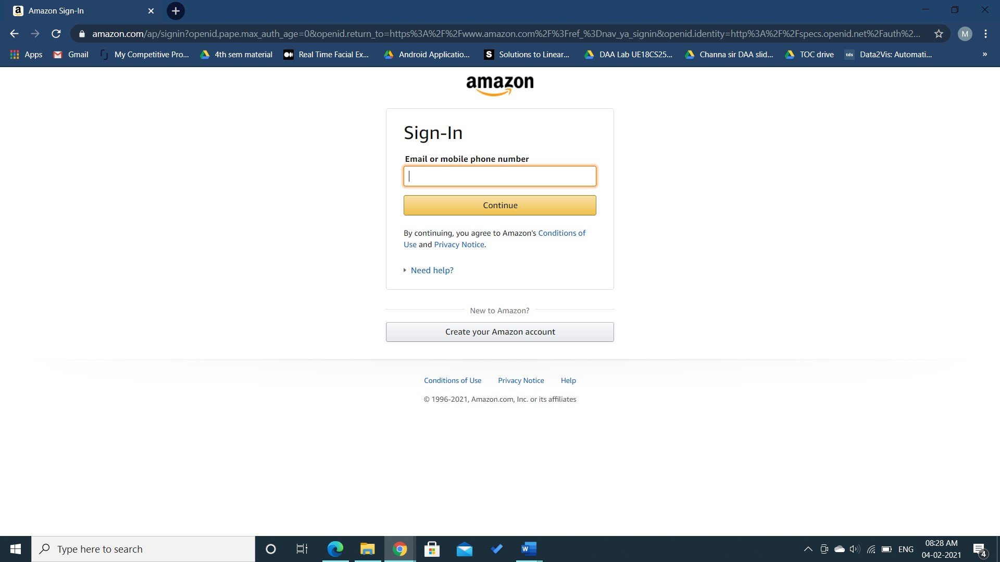 Amazon Sign-In
amazon.com/ap/signin?openid.pape.max_auth_age=0&openid.return_to=https%3A%2F%2Fwww.amazon.com%2F%3Fref_%3Dnav_ya_signin&openid.identity=http%3A%2F%2Fspecs.openid.net%2Fauth%2...
M
Apps Gmail My Competitive Pro... 4th sem material Real Time Facial Ex... Android Applicatio... S Solutions to Linear... DAA Lab UE18CS25... Channa sir DAA slid... TOC drive tds Data2Vis: Automati... »
amazon
Sign-In
Email or mobile phone number
Continue
By continuing, you agree to Amazon's Conditions of
Use and Privacy Notice.
Need help?
New to Amazon?
Create your Amazon account
Conditions of Use Privacy Notice Help
© 1996-2021, Amazon.com, Inc. or its affiliates
Type here to search
W
ENG
08:28 AM
04-02-2021
4